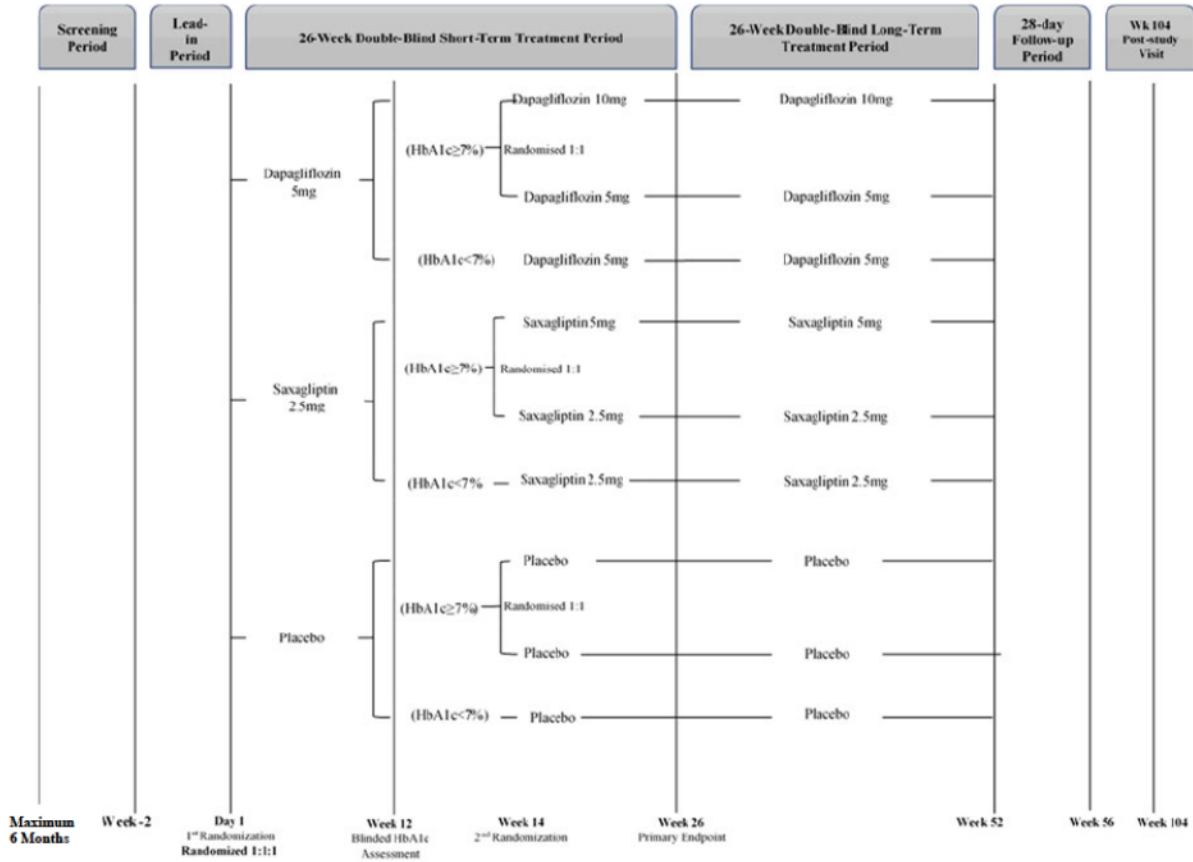 Screening
Period
Lead-
in
Period
26-Week Double-Blind Short-Term Treatment Period
26-Week Double-Blind Long-Term
Treatment Period
28-day
Follow-up
Period
Wk 104
Post-study
Visit
Dapagliflozin
5mg
(HbA1c≥7%)
Dapagliflozin 10mg
Dapagliflozin 10mg
Randomised 1:1
Dapagliflozin 5mg
Dapagliflozin 5mg
(HbA1c<7%)
Dapagliflozin 5mg
Dapagliflozin 5mg
Saxagliptin
2.5mg
(HbA1c≥7%)
Saxagliptin 5mg
Saxagliptin 5mg
Randomised 1:1
Saxagliptin 2.5mg
Saxagliptin 2.5mg
(HbA1c<7%
Saxagliptin 2.5mg
Saxagliptin 2.5mg
Placebo
(HbA1c≥7%)
Placebo
Placebo
Randomised 1:1
Placebo
Placebo
(HbA1c<7%)
Placebo
Placebo
Maximum
6 Months
Week -2
Day 1
1st Randomization
Randomized 1:1:1
Week 12
Blinded HbA1c
Assessment
Week 14
2nd Randomization
Week 26
Primary Endpoint
Week 52
Week 56
Week 104